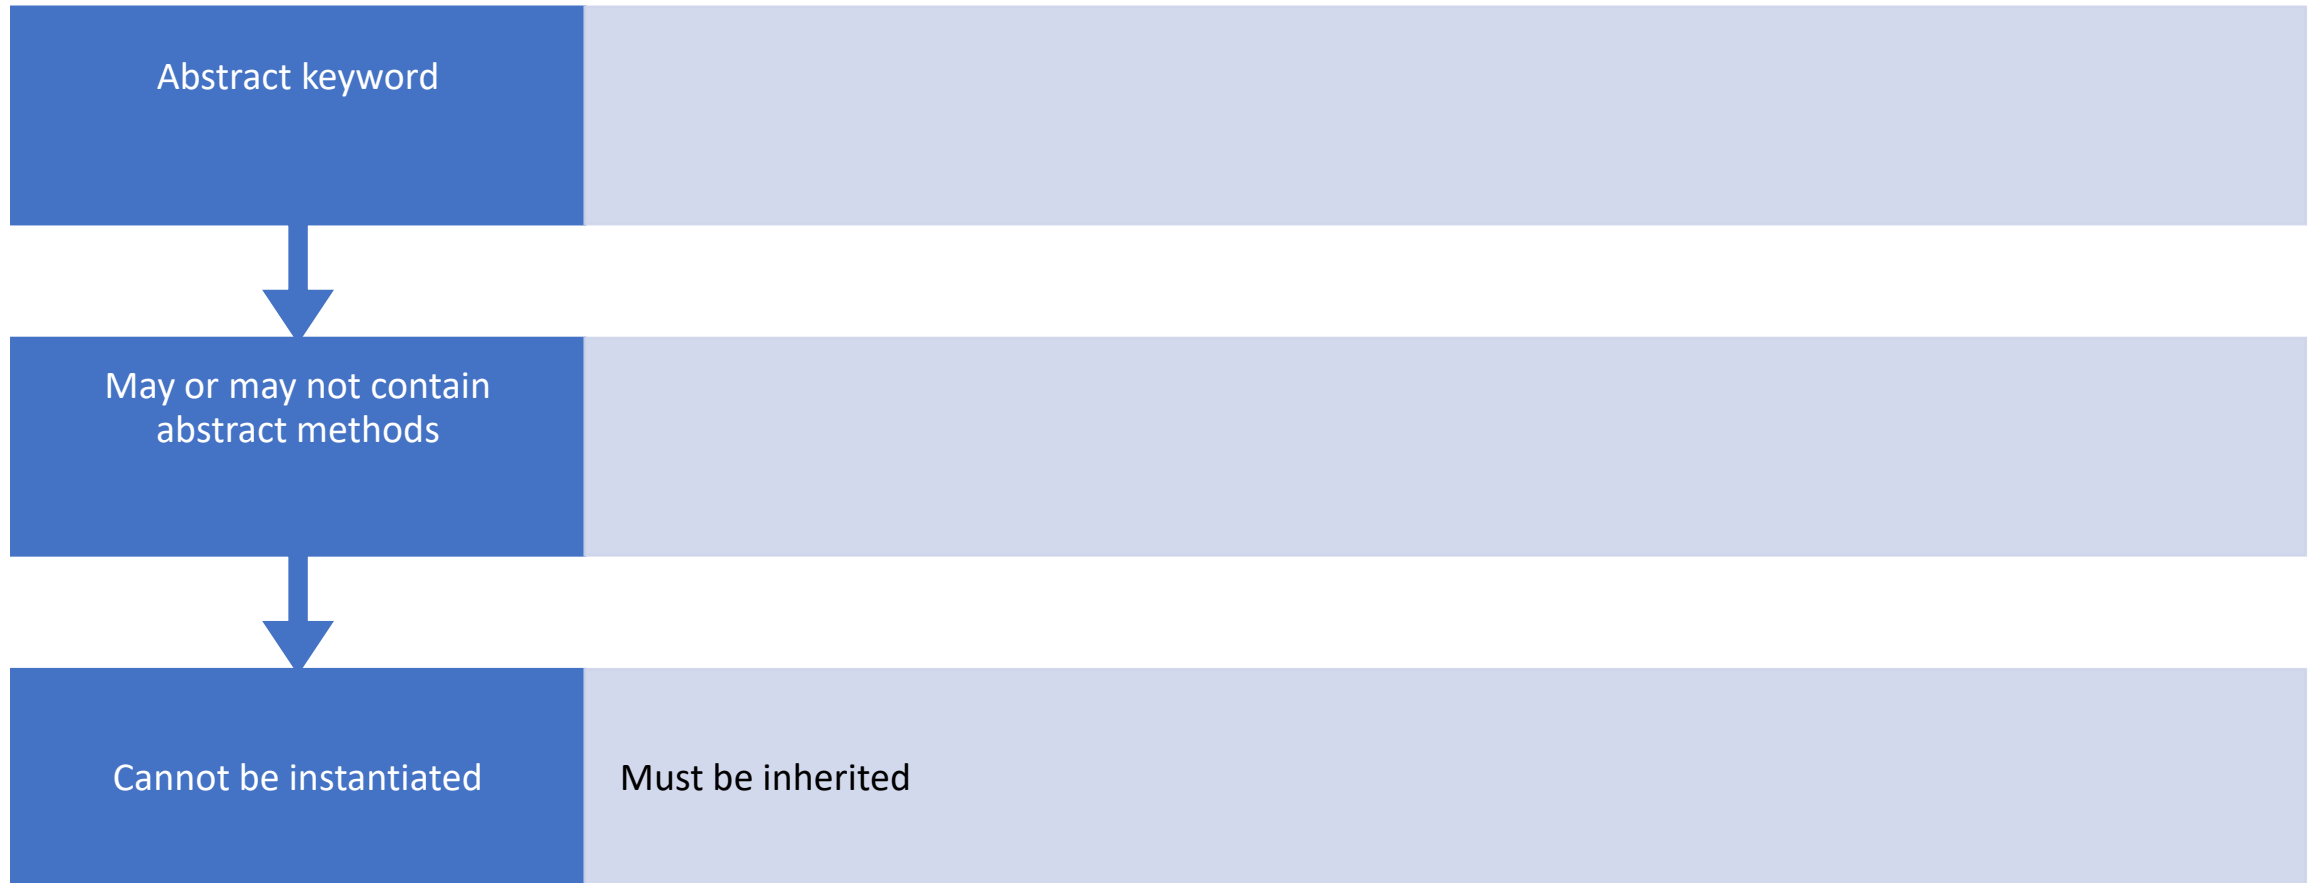 Abstract keyword
May or may not contain
abstract methods
Cannot be instantiated
Must be inherited